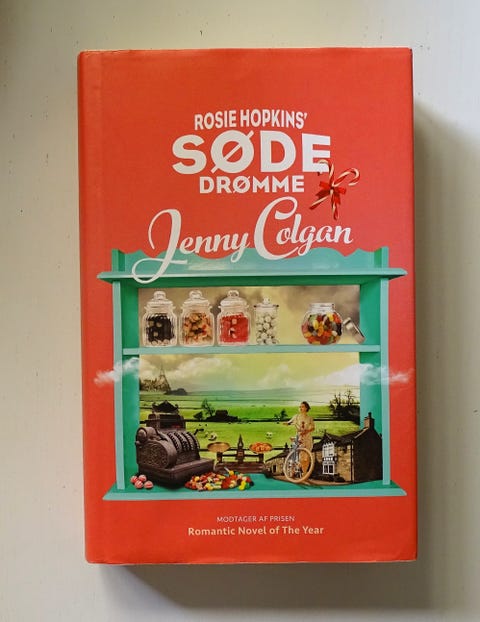 ROSIE HOPKINS'
SØDE
DRØMME
Jenny Colgan
MODTAGER AF PRISEN
Romantic Novel of The Year